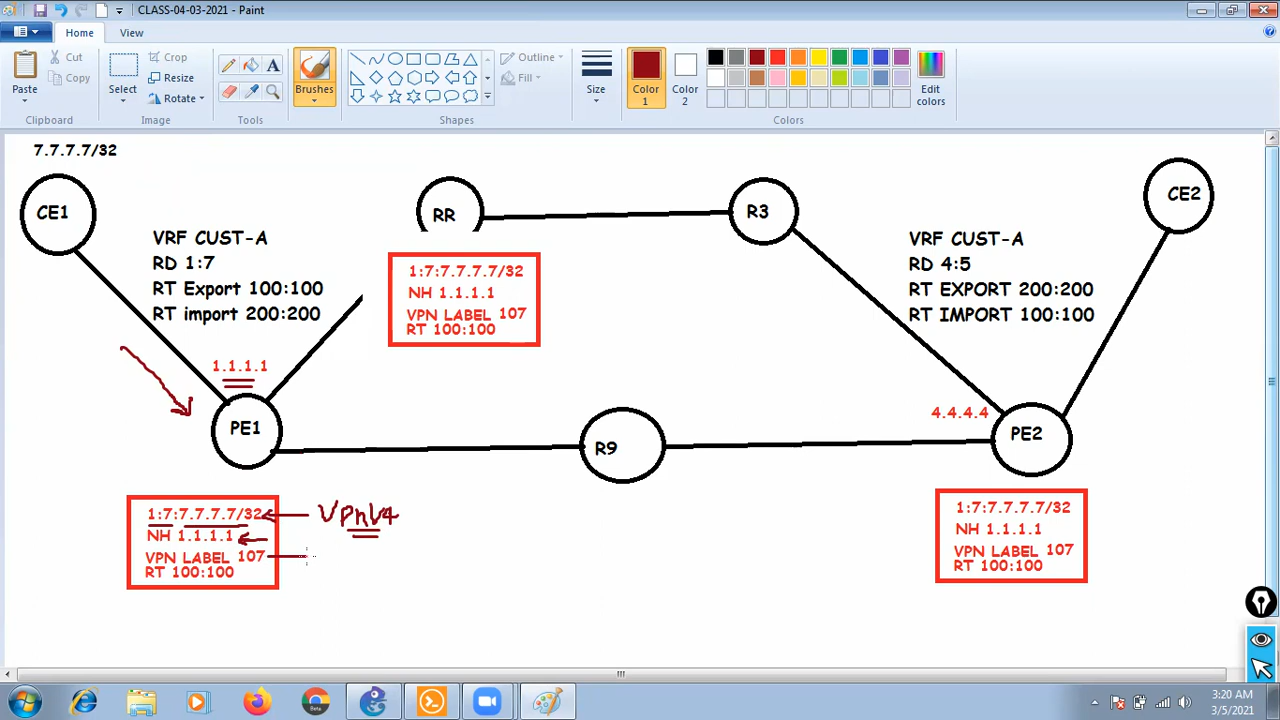 CLASS-04-03-2021 - Paint
Home
View
Paste
Cut
Copy
Clipboard
Select
Crop
Resize
Rotate
Image
A
Tools
Brushes
Outline
Fill
Shapes
Size
Color 1
Color 2
Edit colors
Colors
7.7.7.7/32
CE1
RR
R3
CE2
VRF CUST-A
RD 1:7
RT Export 100:100
RT import 200:200
1:7:7.7.7.7/32
NH 1.1.1.1
VPN LABEL 107
RT 100:100
VRF CUST-A
RD 4:5
RT EXPORT 200:200
RT IMPORT 100:100
1.1.1.1
PE1
R9
4.4.4.4
PE2
1:7:7.7.7.7/32
NH 1.1.1.1
VPN LABEL 107
RT 100:100
VpnV4
1:7:7.7.7.7/32
NH 1.1.1.1
VPN LABEL 107
RT 100:100
Beta
3:20 AM
3/5/2021